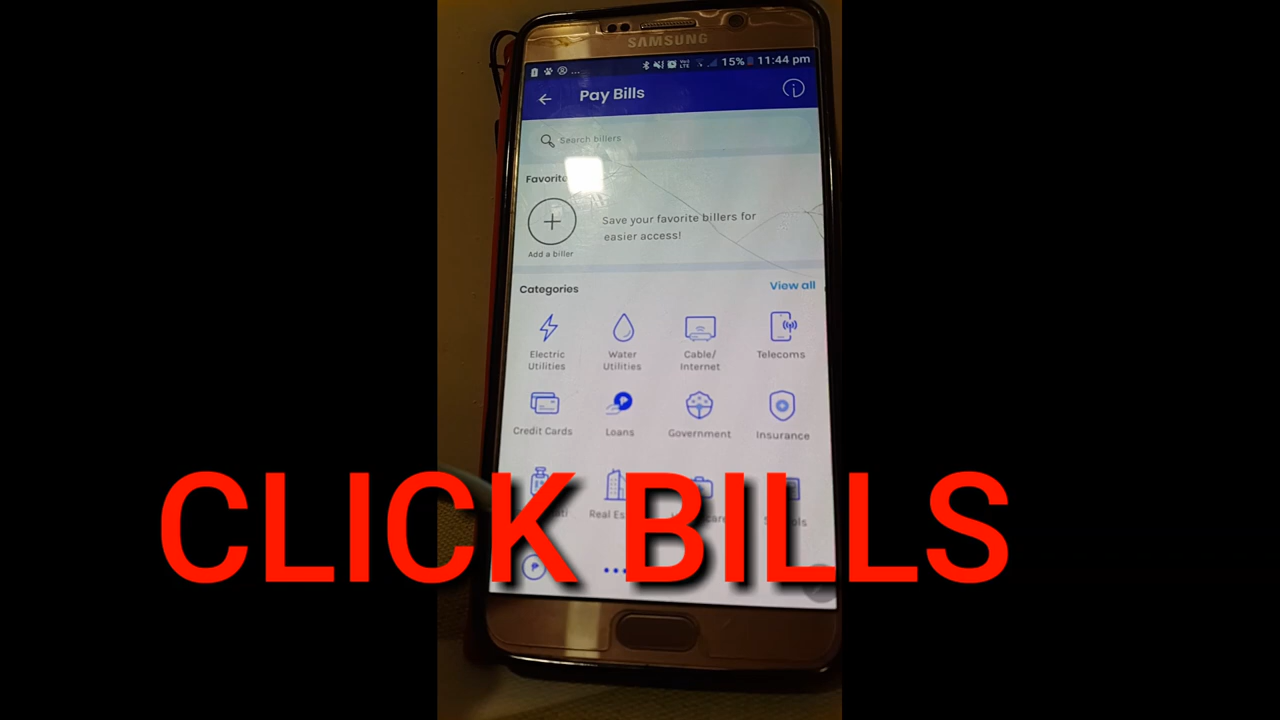 SAMSUNG
15% 11:44 pm
Pay Bills
Search billers
Save your favorite billers for
easier access!
Add a biller
Categories View all
Electric Utilities
Water Utilities
Cable/ Internet
Telecoms
Credit Cards
Loans
Government
Insurance
Real
CLICK BILLS